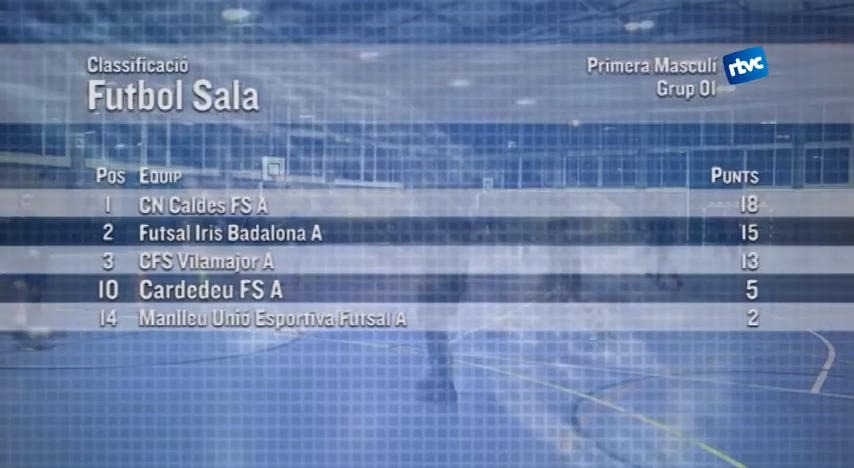 Classificació
Futbol Sala
Primera Masculí
Grup 01
rtvc
Pos Equip Punts
1 CN Caldes FS A 18
2 Futsal Iris Badalona A 15
3 CFS Vilamajor A 13
10 Cardedeu FS A 5
14 Manlleu Unió Esportiva Futsal A 2